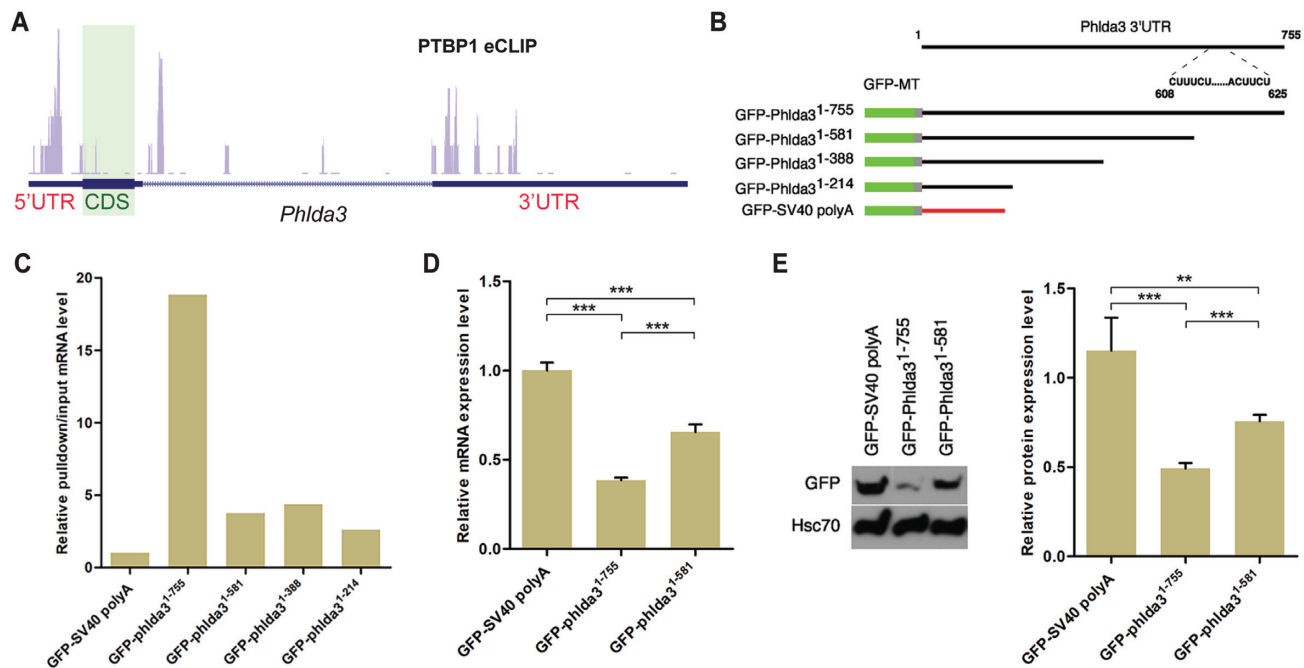 A
PTBP1 eCLIP
5'UTR
CDS
Phlda3
3'UTR
B
Phlda3 3'UTR
1
755
CUUUCU......ACUUCU
608
625
GFP-MT
GFP-Phlda3^1-755
GFP-Phlda3^1-581
GFP-Phlda3^1-388
GFP-Phlda3^1-214
GFP-SV40 polyA
C
Relative pulldown/input mRNA level
20
15
10
5
0
GFP-SV40 polyA
GFP-phlda3^1-755
GFP-phlda3^1-581
GFP-phlda3^1-388
GFP-phlda3^1-214
D
Relative mRNA expression level
1.5
1.0
0.5
0.0
***
***
***
GFP-SV40 polyA
GFP-phlda3^1-755
GFP-phlda3^1-581
E
GFP-SV40 polyA
GFP-Phlda3^1-755
GFP-Phlda3^1-581
GFP
Hsc70
Relative protein expression level
1.5
1.0
0.5
0.0
**
***
***
GFP-SV40 polyA
GFP-phlda3^1-755
GFP-phlda3^1-581